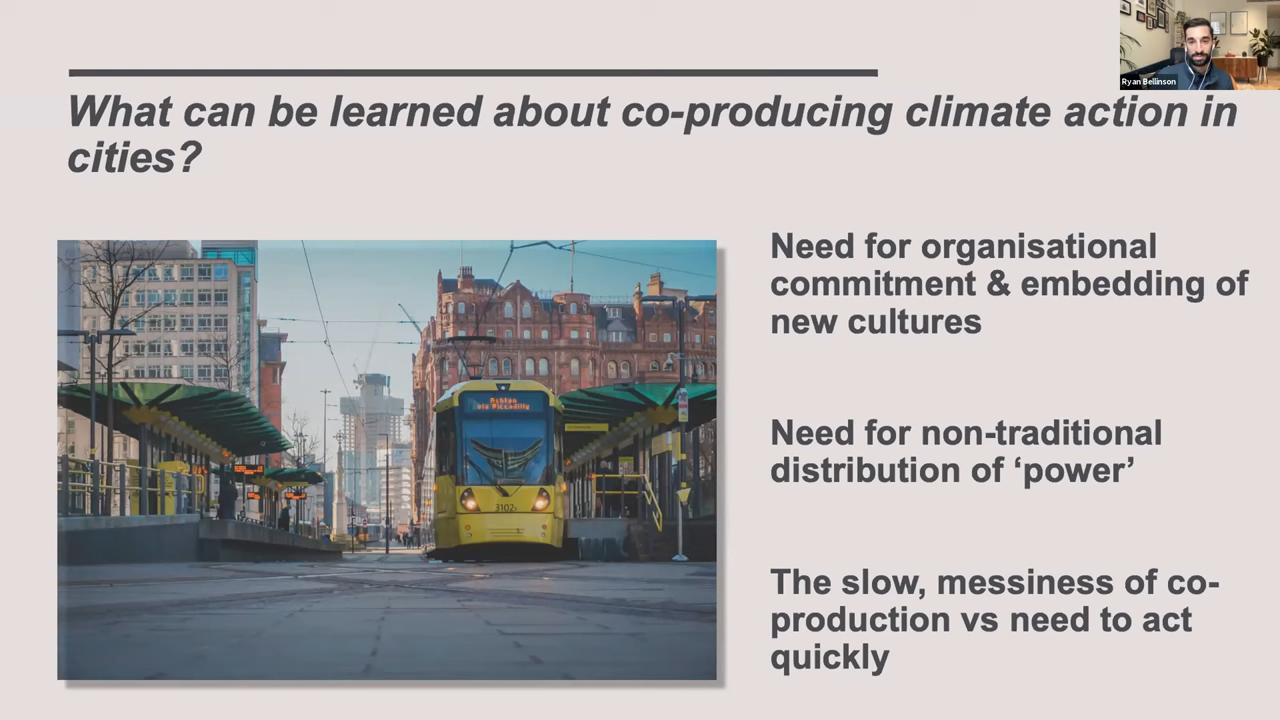 Ryan Bellinson
What can be learned about co-producing climate action in
cities?
Need for organisational
commitment & embedding of
new cultures
Ashton
via Piccadilly
3102
Need for non-traditional
distribution of ‘power’
The slow, messiness of co-
production vs need to act
quickly